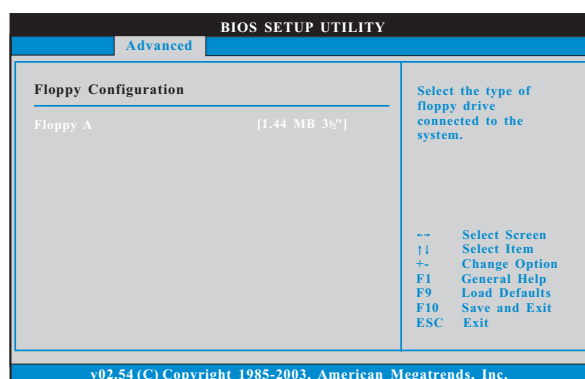 BIOS SETUP UTILITY
Advanced
Floppy Configuration
Floppy A [1.44 MB 3½"]
Select the type of
floppy drive
connected to the
system.
←→ Select Screen
↑↓ Select Item
+- Change Option
F1 General Help
F9 Load Defaults
F10 Save and Exit
ESC Exit
v02.54 (C) Copyright 1985-2003, American Megatrends, Inc.